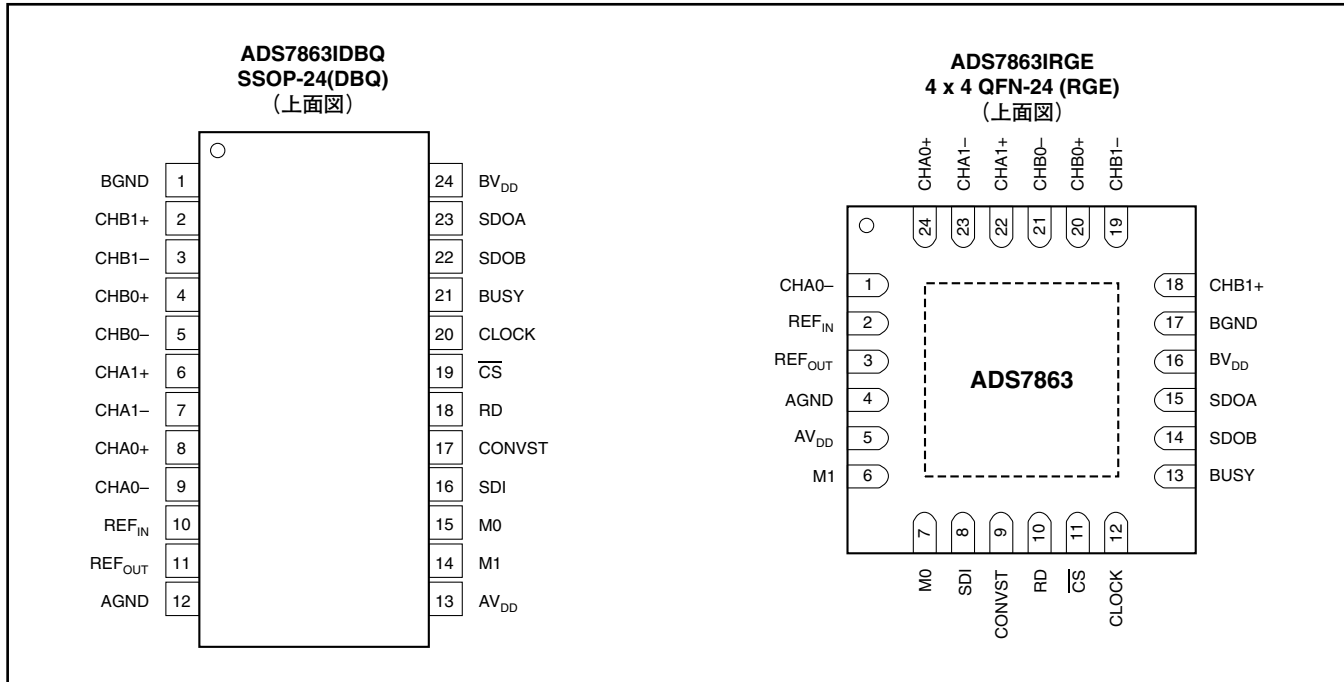 ADS7863IDBQ
SSOP-24(DBQ)
（上面図）
BGND 1
CHB1+ 2
CHB1– 3
CHB0+ 4
CHB0– 5
CHA1+ 6
CHA1– 7
CHA0+ 8
CHA0– 9
REFIN 10
REFOUT 11
AGND 12
24 BVDD
23 SDOA
22 SDOB
21 BUSY
20 CLOCK
19 C̅S̅
18 RD
17 CONVST
16 SDI
15 M0
14 M1
13 AVDD
ADS7863IRGE
4 x 4 QFN-24 (RGE)
（上面図）
CHA0+ CHA1– CHA1+ CHB0– CHB0+ CHB1–
24 23 22 21 20 19
CHA0– 1
REFIN 2
REFOUT 3
AGND 4
AVDD 5
M1 6
ADS7863
18 CHB1+
17 BGND
16 BVDD
15 SDOA
14 SDOB
13 BUSY
7 8 9 10 11 12
M0 SDI CONVST RD C̅S̅ CLOCK